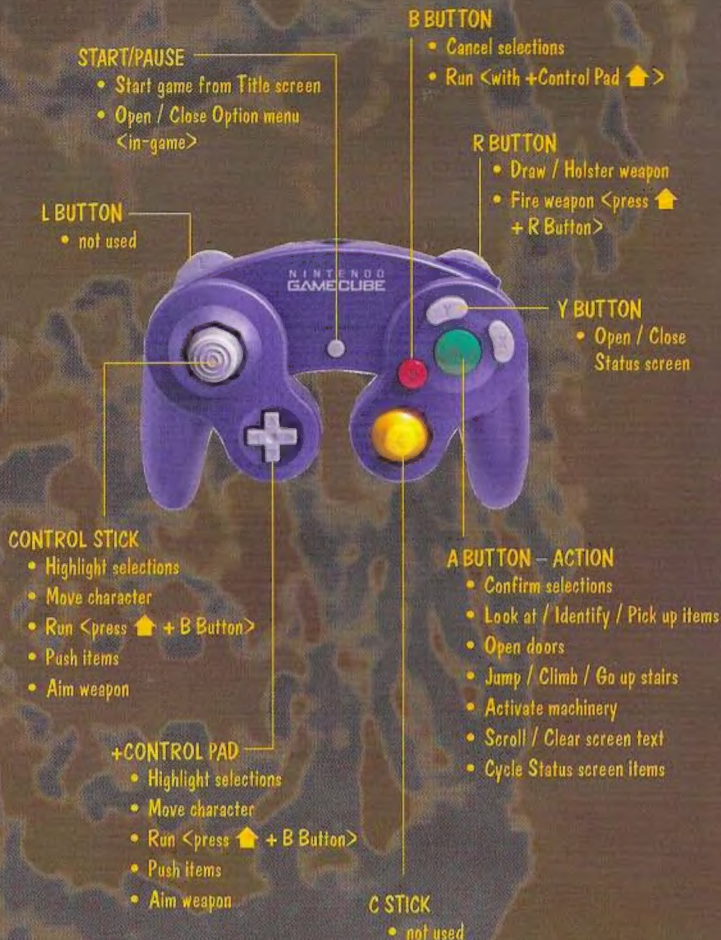 B BUTTON
• Cancel selections
• Run <with +Control Pad ⬆>
START/PAUSE
• Start game from Title screen
• Open / Close Option menu
<in-game>
R BUTTON
• Draw / Holster weapon
• Fire weapon <press ⬆
+ R Button>
L BUTTON
• not used
NINTENDO
GAMECUBE
Y BUTTON
• Open / Close
Status screen
CONTROL STICK
• Highlight selections
• Move character
• Run <press ⬆ + B Button>
• Push items
• Aim weapon
A BUTTON – ACTION
• Confirm selections
• Look at / Identify / Pick up items
• Open doors
• Jump / Climb / Go up stairs
• Activate machinery
• Scroll / Clear screen text
• Cycle Status screen items
+CONTROL PAD
• Highlight selections
• Move character
• Run <press ⬆ + B Button>
• Push items
• Aim weapon
C STICK
• not used